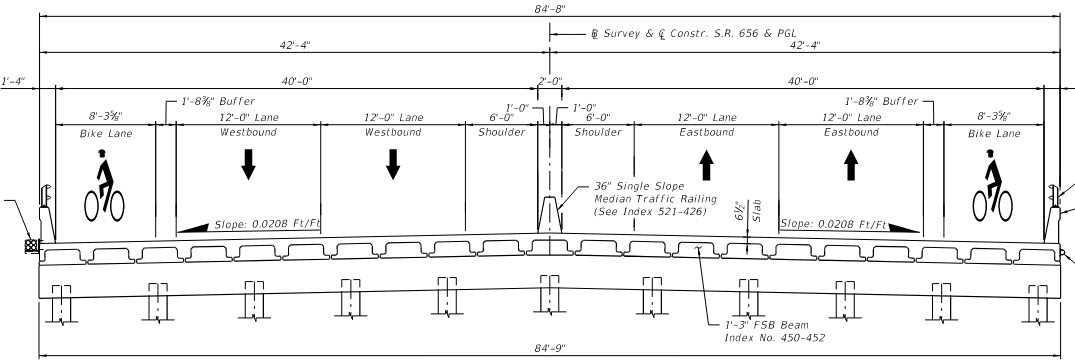 84'-8"
℄ Survey & ℄ Constr. S.R. 656 & PGL
42'-4" 42'-4"
1'-4" 40'-0" 2'-0" 40'-0"
1'-8⅜" Buffer 1'-0" 1'-0" 1'-8⅜" Buffer
8'-3⅝" 12'-0" Lane 12'-0" Lane 6'-0" 6'-0" 12'-0" Lane 12'-0" Lane 8'-3⅝"
Bike Lane Westbound Westbound Shoulder Shoulder Eastbound Eastbound Bike Lane
36" Single Slope
Median Traffic Railing
(See Index 521-426)
6½"
Slab
Slope: 0.0208 Ft/Ft Slope: 0.0208 Ft/Ft
1'-3" FSB Beam
Index No. 450-452
84'-9"